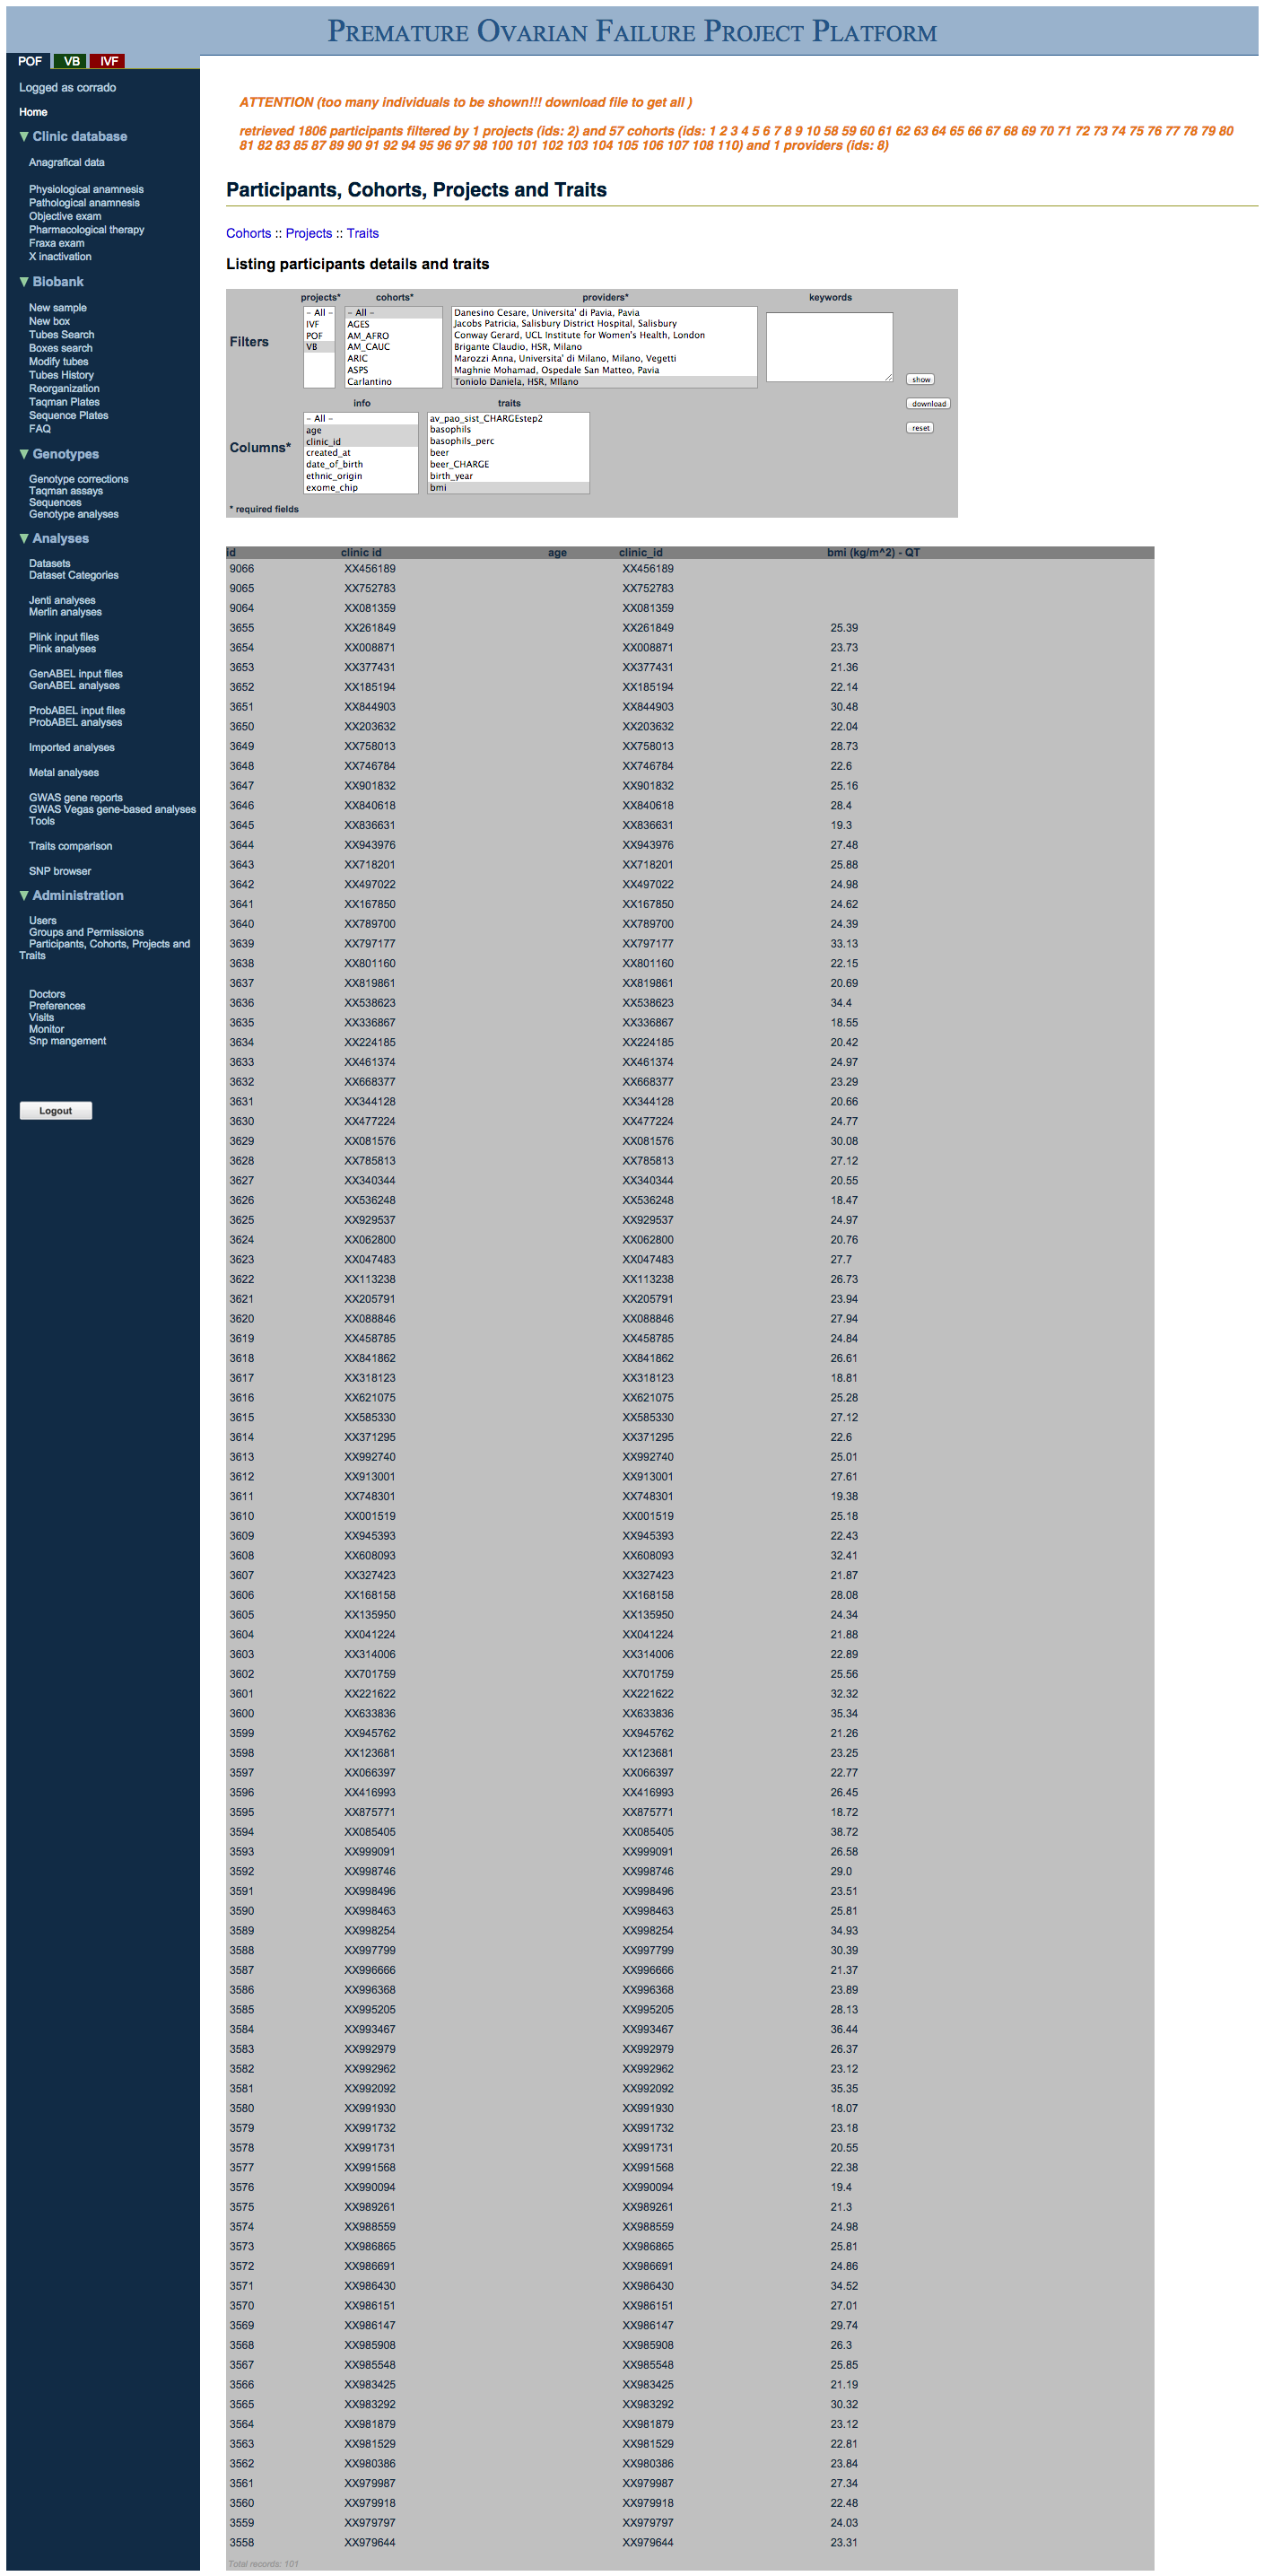 PREMATURE OVARIAN FAILURE PROJECT PLATFORM
POF VB IVF
Logged as corrado
Home
Clinic database
Anagrafical data
Physiological anamnesis
Pathological anamnesis
Objective exam
Pharmacological therapy
Fraxa exam
X inactivation
Biobank
New sample
New box
Tubes Search
Boxes search
Modify tubes
Tubes History
Reorganization
Taqman Plates
Sequence Plates
FAQ
Genotypes
Genotype corrections
Taqman assays
Sequences
Genotype analyses
Analyses
Datasets
Dataset Categories
Jenti analyses
Merlin analyses
Plink input files
Plink analyses
GenABEL input files
GenABEL analyses
ProbABEL input files
ProbABEL analyses
Imported analyses
Metal analyses
GWAS gene reports
GWAS Vegas gene-based analyses
Tools
Traits comparison
SNP browser
Administration
Users
Groups and Permissions
Participants, Cohorts, Projects and
Traits
Doctors
Preferences
Visits
Monitor
Snp mangement
Logout
ATTENTION (too many individuals to be shown!!! download file to get all )
retrieved 1806 participants filtered by 1 projects (ids: 2) and 57 cohorts (ids: 1 2 3 4 5 6 7 8 9 10 58 59 60 61 62 63 64 65 66 67 68 69 70 71 72 73 74 75 76 77 78 79 80
81 82 83 85 87 89 90 91 92 94 95 96 97 98 100 101 102 103 104 105 106 107 108 110) and 1 providers (ids: 8)
Participants, Cohorts, Projects and Traits
Cohorts :: Projects :: Traits
Listing participants details and traits
projects* cohorts* providers* keywords
Filters
- All -
IVF
POF
VB
- All -
AGES
AM_AFRO
AM_CAUC
ARIC
ASPS
Carlantino
Danesino Cesare, Universita' di Pavia, Pavia
Jacobs Patricia, Salisbury District Hospital, Salisbury
Conway Gerard, UCL Institute for Women's Health, London
Brigante Claudio, HSR, Milano
Marozzi Anna, Universita' di Milano, Milano, Vegetti
Maghnie Mohamad, Ospedale San Matteo, Pavia
Toniolo Daniela, HSR, MIlano
show
download
reset
info traits
Columns*
- All -
age
clinic_id
created_at
date_of_birth
ethnic_origin
exome_chip
av_pao_sist_CHARGEstep2
basophils
basophils_perc
beer
beer_CHARGE
birth_year
bmi
* required fields
id clinic id age clinic_id bmi (kg/m^2) - QT
9066 XX456189 XX456189
9065 XX752783 XX752783
9064 XX081359 XX081359
3655 XX261849 XX261849 25.39
3654 XX008871 XX008871 23.73
3653 XX377431 XX377431 21.36
3652 XX185194 XX185194 22.14
3651 XX844903 XX844903 30.48
3650 XX203632 XX203632 22.04
3649 XX758013 XX758013 28.73
3648 XX746784 XX746784 22.6
3647 XX901832 XX901832 25.16
3646 XX840618 XX840618 28.4
3645 XX836631 XX836631 19.3
3644 XX943976 XX943976 27.48
3643 XX718201 XX718201 25.88
3642 XX497022 XX497022 24.98
3641 XX167850 XX167850 24.62
3640 XX789700 XX789700 24.39
3639 XX797177 XX797177 33.13
3638 XX801160 XX801160 22.15
3637 XX819861 XX819861 20.69
3636 XX538623 XX538623 34.4
3635 XX336867 XX336867 18.55
3634 XX224185 XX224185 20.42
3633 XX461374 XX461374 24.97
3632 XX668377 XX668377 23.29
3631 XX344128 XX344128 20.66
3630 XX477224 XX477224 24.77
3629 XX081576 XX081576 30.08
3628 XX785813 XX785813 27.12
3627 XX340344 XX340344 20.55
3626 XX536248 XX536248 18.47
3625 XX929537 XX929537 24.97
3624 XX062800 XX062800 20.76
3623 XX047483 XX047483 27.7
3622 XX113238 XX113238 26.73
3621 XX205791 XX205791 23.94
3620 XX088846 XX088846 27.94
3619 XX458785 XX458785 24.84
3618 XX841862 XX841862 26.61
3617 XX318123 XX318123 18.81
3616 XX621075 XX621075 25.28
3615 XX585330 XX585330 27.12
3614 XX371295 XX371295 22.6
3613 XX992740 XX992740 25.01
3612 XX913001 XX913001 27.61
3611 XX748301 XX748301 19.38
3610 XX001519 XX001519 25.18
3609 XX945393 XX945393 22.43
3608 XX608093 XX608093 32.41
3607 XX327423 XX327423 21.87
3606 XX168158 XX168158 28.08
3605 XX135950 XX135950 24.34
3604 XX041224 XX041224 21.88
3603 XX314006 XX314006 22.89
3602 XX701759 XX701759 25.56
3601 XX221622 XX221622 32.32
3600 XX633836 XX633836 35.34
3599 XX945762 XX945762 21.26
3598 XX123681 XX123681 23.25
3597 XX066397 XX066397 22.77
3596 XX416993 XX416993 26.45
3595 XX875771 XX875771 18.72
3594 XX085405 XX085405 38.72
3593 XX999091 XX999091 26.58
3592 XX998746 XX998746 29.0
3591 XX998496 XX998496 23.51
3590 XX998463 XX998463 25.81
3589 XX998254 XX998254 34.93
3588 XX997799 XX997799 30.39
3587 XX996666 XX996666 21.37
3586 XX996368 XX996368 23.89
3585 XX995205 XX995205 28.13
3584 XX993467 XX993467 36.44
3583 XX992979 XX992979 26.37
3582 XX992962 XX992962 23.12
3581 XX992092 XX992092 35.35
3580 XX991930 XX991930 18.07
3579 XX991732 XX991732 23.18
3578 XX991731 XX991731 20.55
3577 XX991568 XX991568 22.38
3576 XX990094 XX990094 19.4
3575 XX989261 XX989261 21.3
3574 XX988559 XX988559 24.98
3573 XX986865 XX986865 25.81
3572 XX986691 XX986691 24.86
3571 XX986430 XX986430 34.52
3570 XX986151 XX986151 27.01
3569 XX986147 XX986147 29.74
3568 XX985908 XX985908 26.3
3567 XX985548 XX985548 25.85
3566 XX983425 XX983425 21.19
3565 XX983292 XX983292 30.32
3564 XX981879 XX981879 23.12
3563 XX981529 XX981529 22.81
3562 XX980386 XX980386 23.84
3561 XX979987 XX979987 27.34
3560 XX979918 XX979918 22.48
3559 XX979797 XX979797 24.03
3558 XX979644 XX979644 23.31
Total records: 101